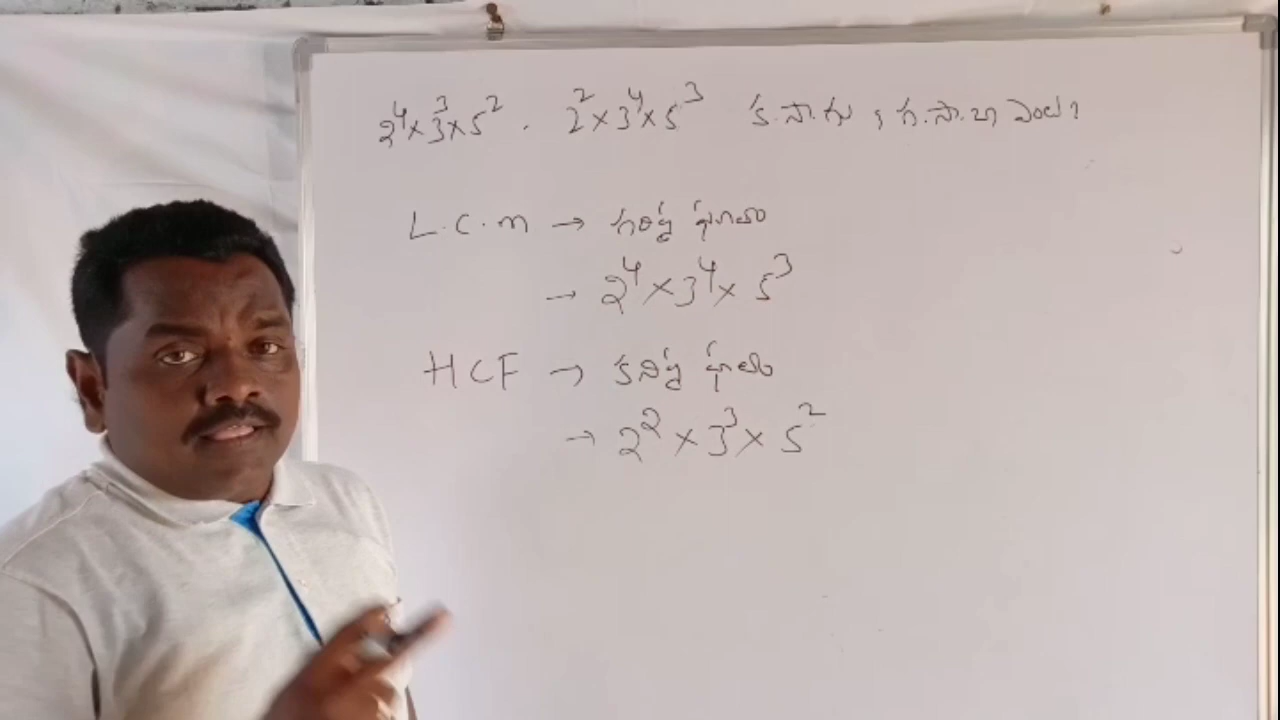 2⁴×3³×5² . 2²×3⁴×5³ క.సా.గు , గ.సా.భా ఎంత ?
L.C.M → గరిష్ఠ ఘాతం
→ 2⁴×3⁴×5³
HCF → కనిష్ఠ ఘాతం
→ 2²×3³×5²